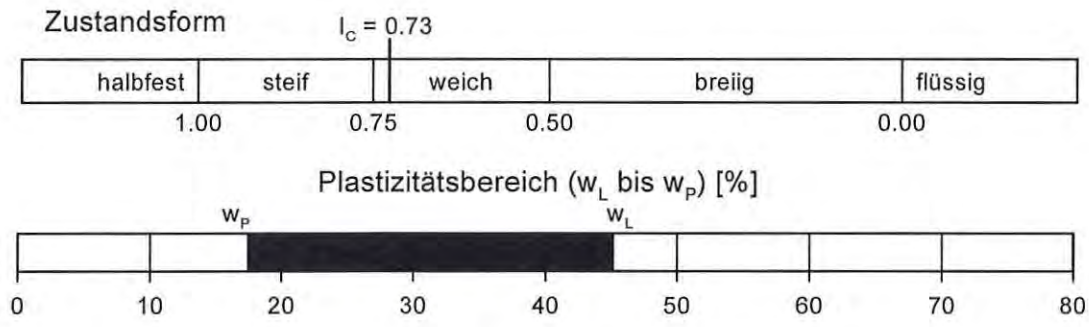 Zustandsform
I_C = 0.73
halbfest steif weich breiig flüssig
1.00 0.75 0.50 0.00
Plastizitätsbereich (w_L bis w_P) [%]
w_P w_L
0 10 20 30 40 50 60 70 80